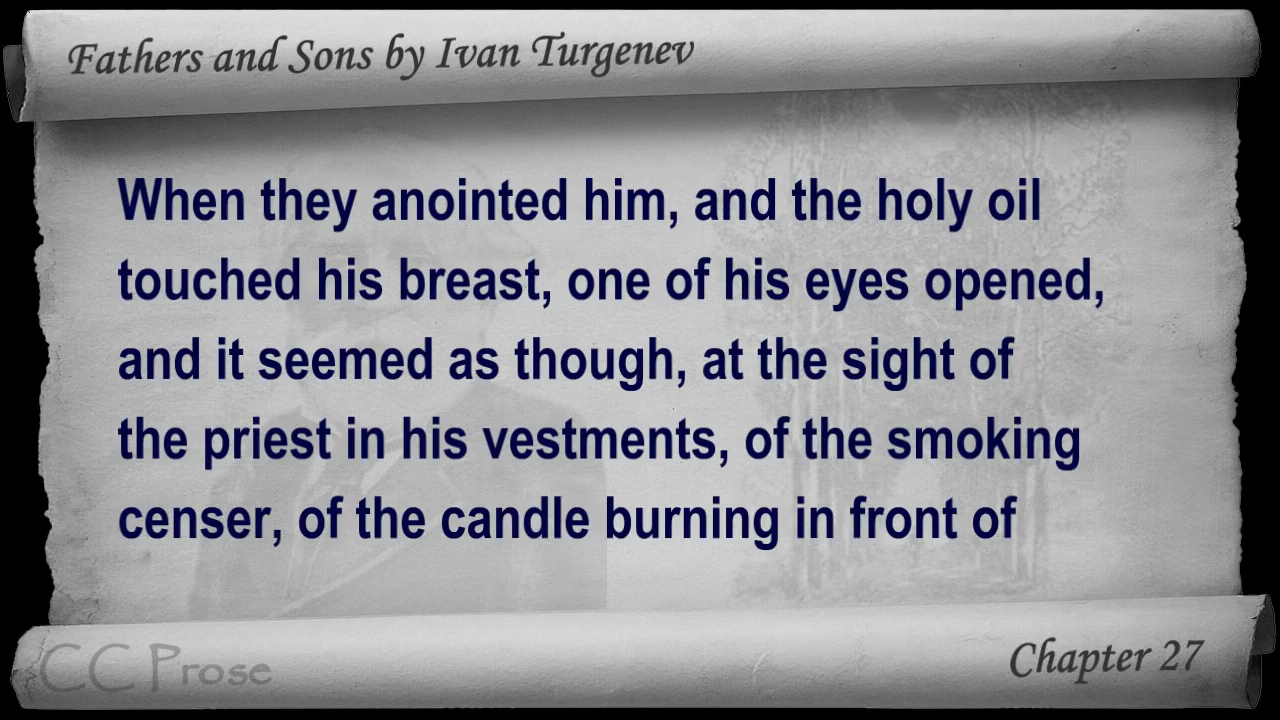 Fathers and Sons by Ivan Turgenev
When they anointed him, and the holy oil
touched his breast, one of his eyes opened,
and it seemed as though, at the sight of
the priest in his vestments, of the smoking
censer, of the candle burning in front of
CC Prose
Chapter 27